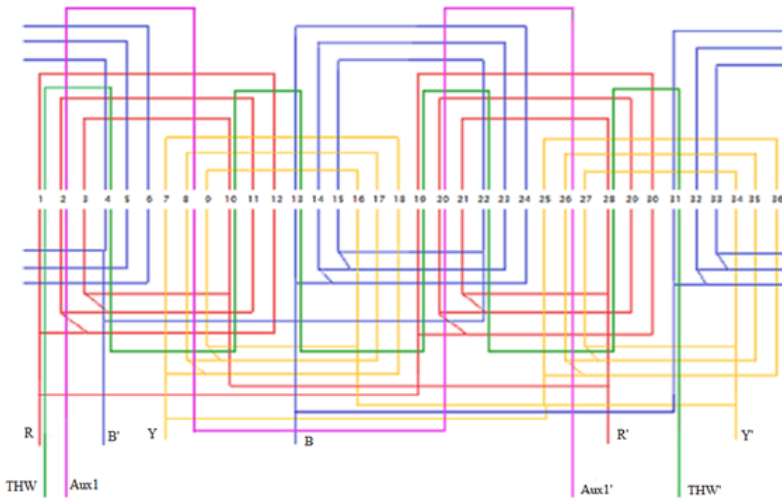 1 2 3 4 5 6 7 8 9 10 11 12 13 14 15 16 17 18 19 20 21 22 23 24 25 26 27 28 29 30 31 32 33 34 35 36
R B' Y B R' Y'
THW Aux1 Aux1' THW'